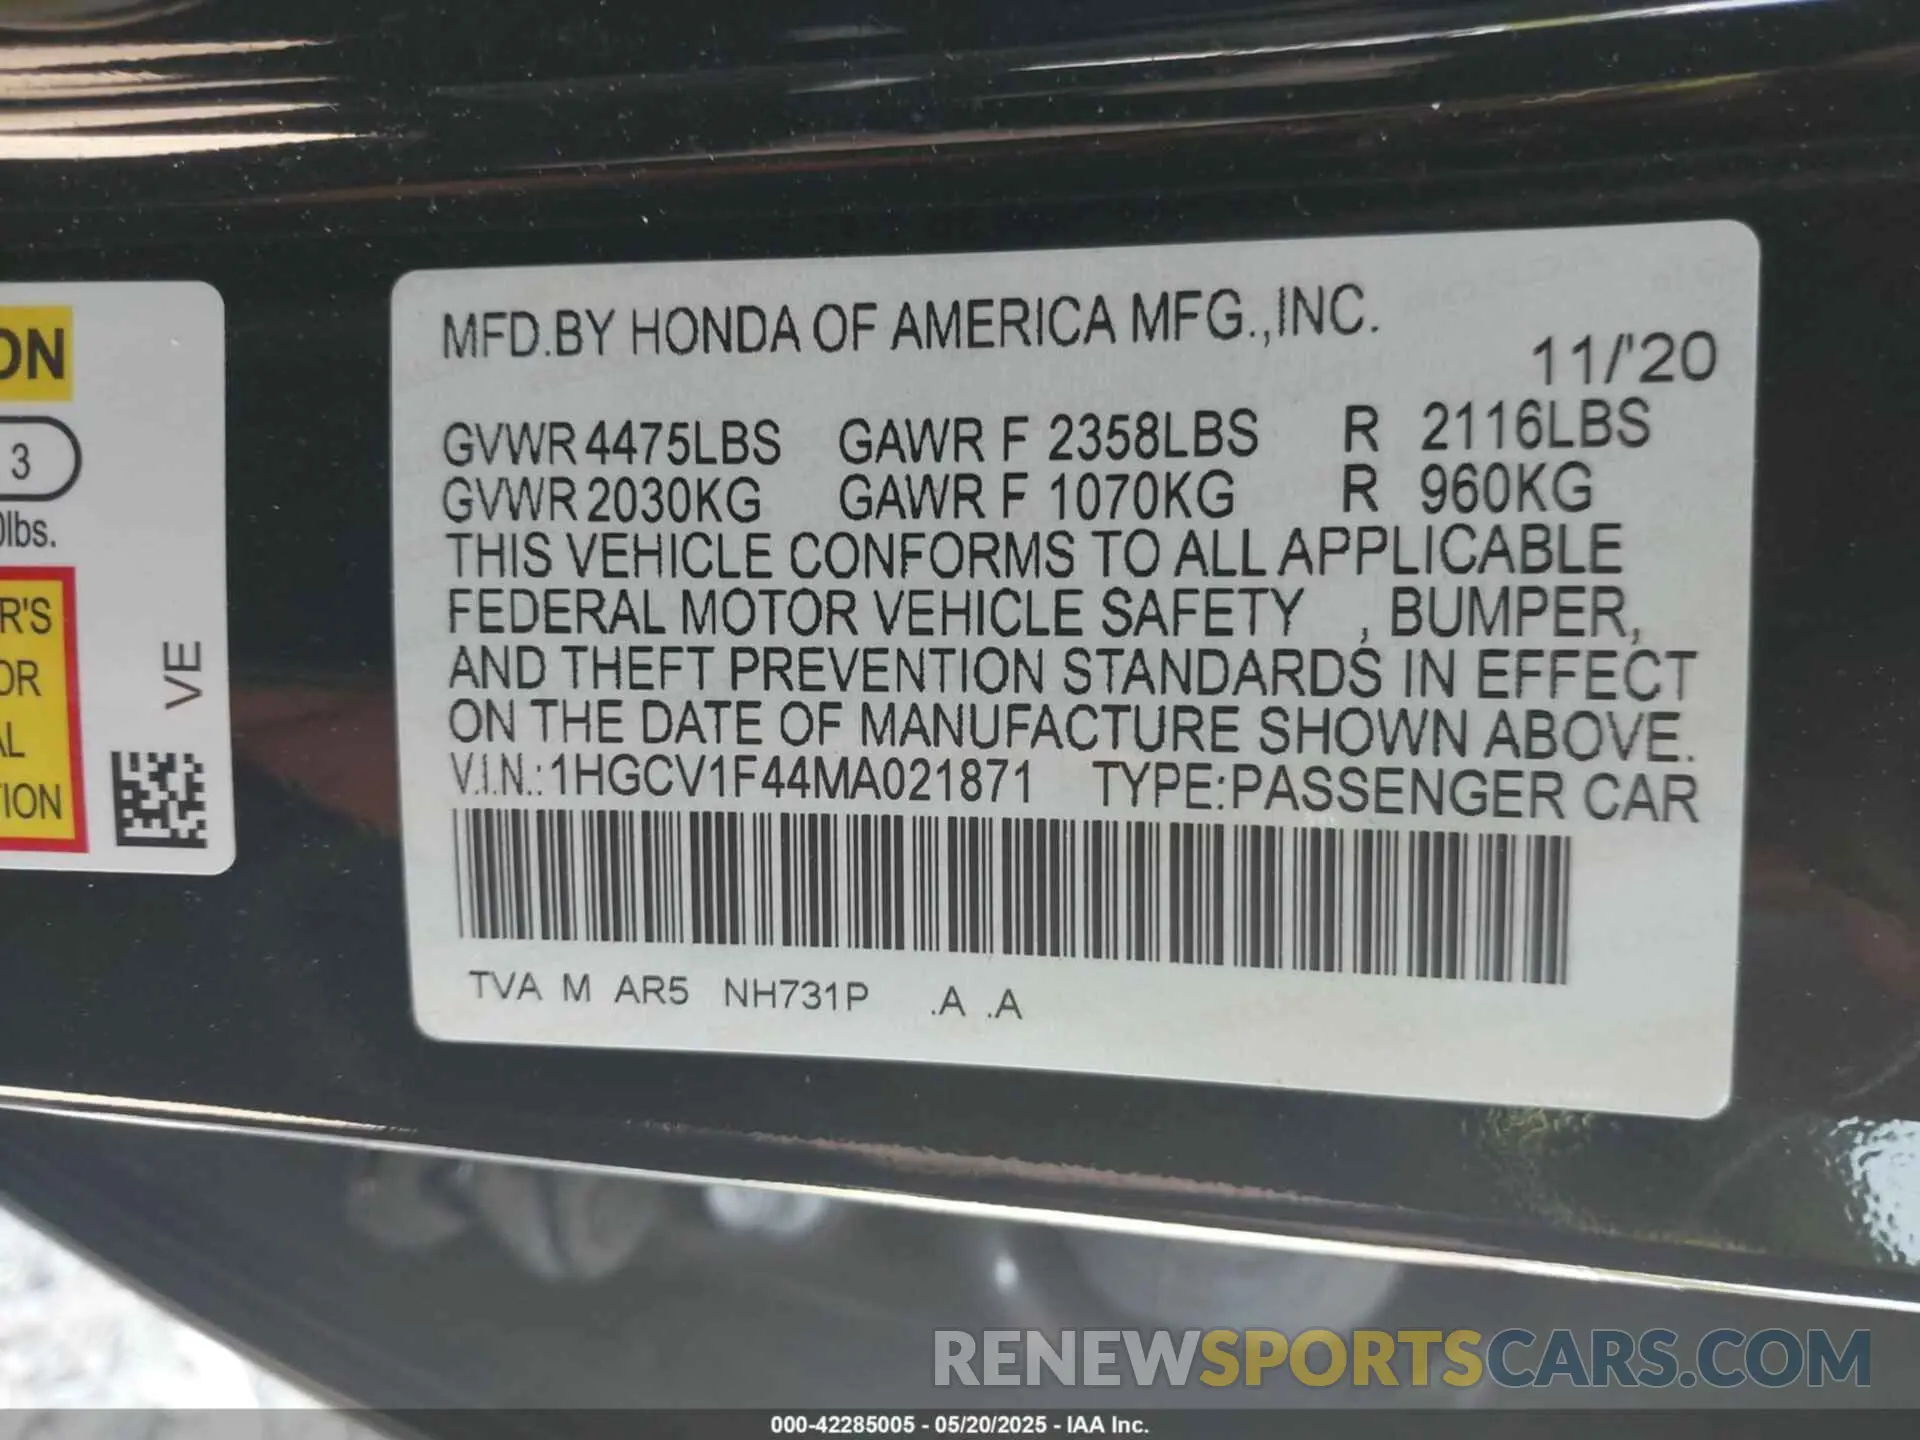 ON
3
0lbs.
R'S
OR
AL
TION
VE
MFD.BY HONDA OF AMERICA MFG.,INC.
11/'20
GVWR 4475LBS GAWR F 2358LBS R 2116LBS
GVWR 2030KG GAWR F 1070KG R 960KG
THIS VEHICLE CONFORMS TO ALL APPLICABLE
FEDERAL MOTOR VEHICLE SAFETY , BUMPER,
AND THEFT PREVENTION STANDARDS IN EFFECT
ON THE DATE OF MANUFACTURE SHOWN ABOVE.
V.I.N.: 1HGCV1F44MA021871 TYPE:PASSENGER CAR
TVA M AR5 NH731P .A .A
RENEWSPORTSCARS.COM
000-42285005 - 05/20/2025 - IAA Inc.